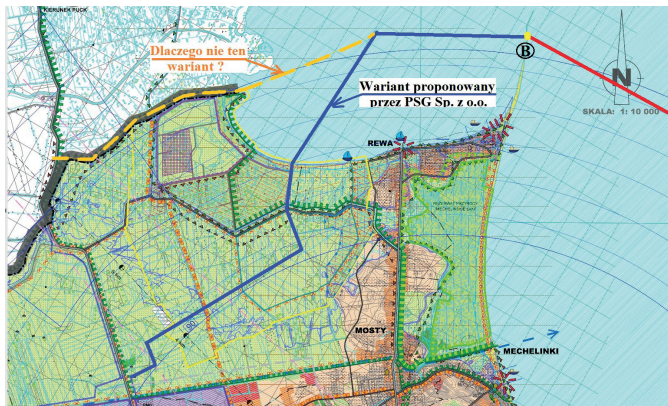 KIERUNEK PUCK
Dlaczego nie ten
wariant ?
B
Wariant proponowany
przez PSG Sp. z o.o.
N
SKALA: 1: 10 000
REWA
MOSTY
MECHELINKI